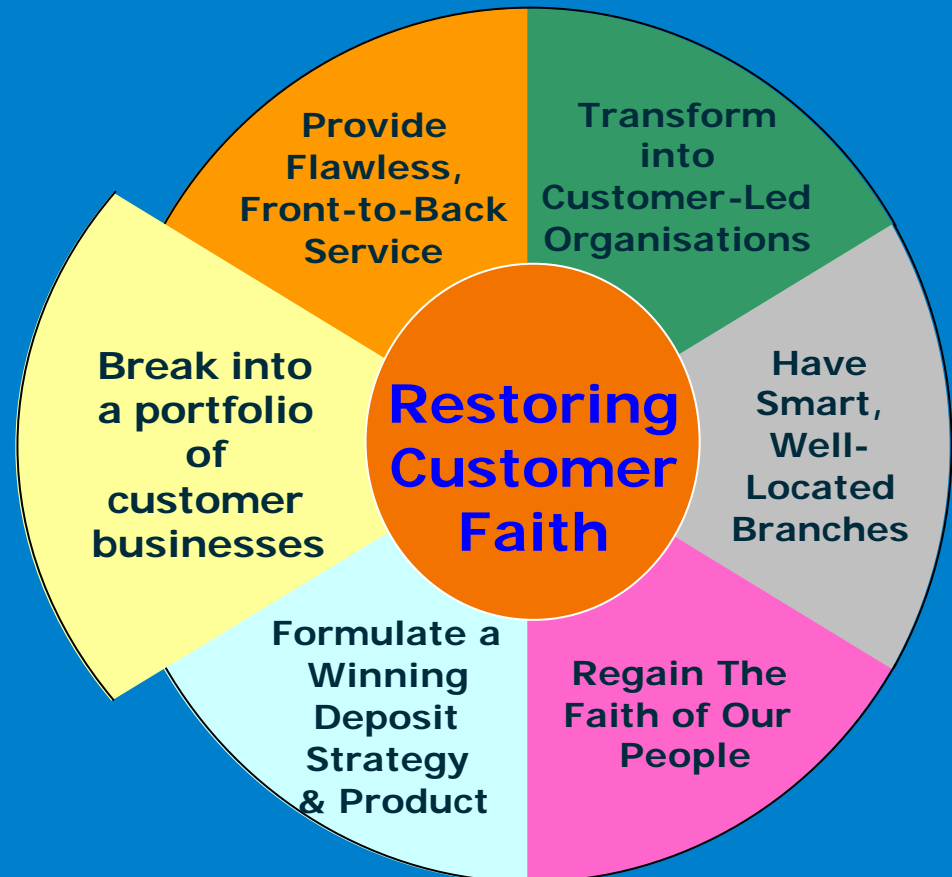 Provide
Flawless,
Front-to-Back
Service
Transform
into
Customer-Led
Organisations
Have
Smart,
Well-
Located
Branches
Regain The
Faith of Our
People
Formulate a
Winning
Deposit
Strategy
& Product
Break into
a portfolio
of
customer
businesses
Restoring
Customer
Faith